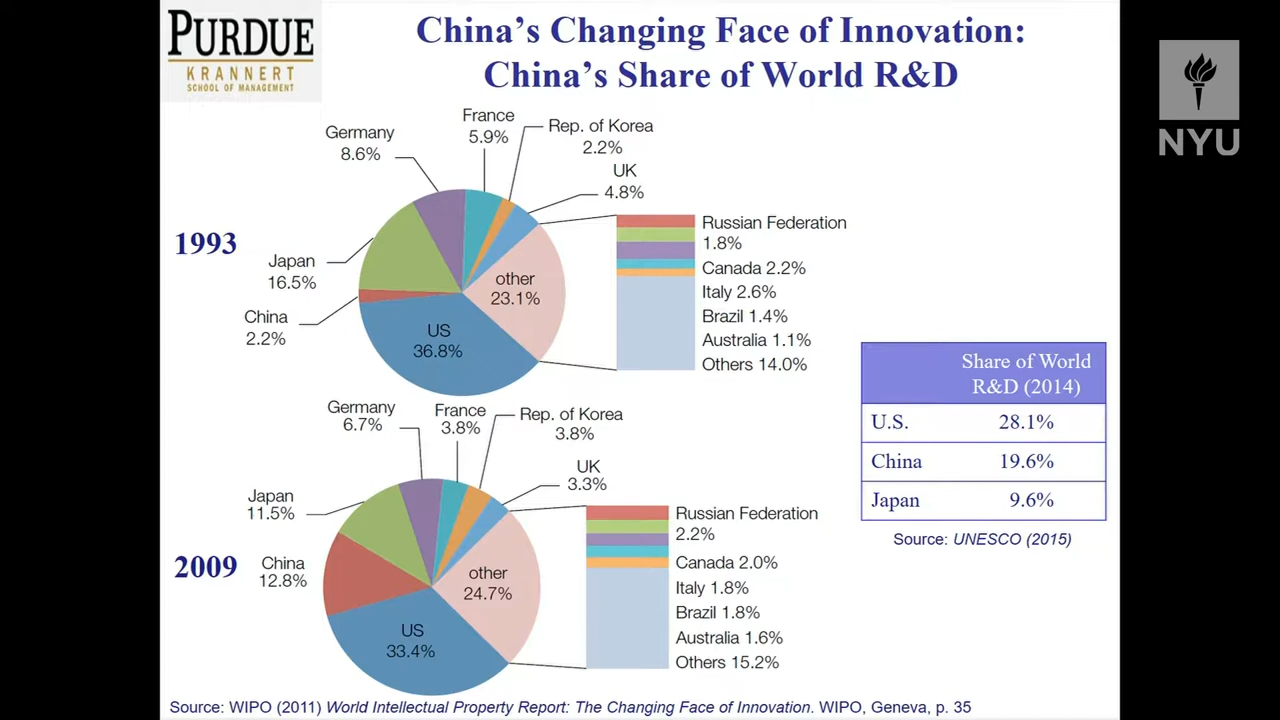 PURDUE
KRANNERT
SCHOOL OF MANAGEMENT
China's Changing Face of Innovation:
China's Share of World R&D
NYU
1993
Germany
8.6%
France
5.9%
Rep. of Korea
2.2%
UK
4.8%
Japan
16.5%
China
2.2%
US
36.8%
other
23.1%
Russian Federation
1.8%
Canada 2.2%
Italy 2.6%
Brazil 1.4%
Australia 1.1%
Others 14.0%
2009
Germany
6.7%
France
3.8%
Rep. of Korea
3.8%
UK
3.3%
Japan
11.5%
China
12.8%
US
33.4%
other
24.7%
Russian Federation
2.2%
Canada 2.0%
Italy 1.8%
Brazil 1.8%
Australia 1.6%
Others 15.2%
Share of World
R&D (2014)
U.S. 28.1%
China 19.6%
Japan 9.6%
Source: UNESCO (2015)
Source: WIPO (2011) World Intellectual Property Report: The Changing Face of Innovation. WIPO, Geneva, p. 35